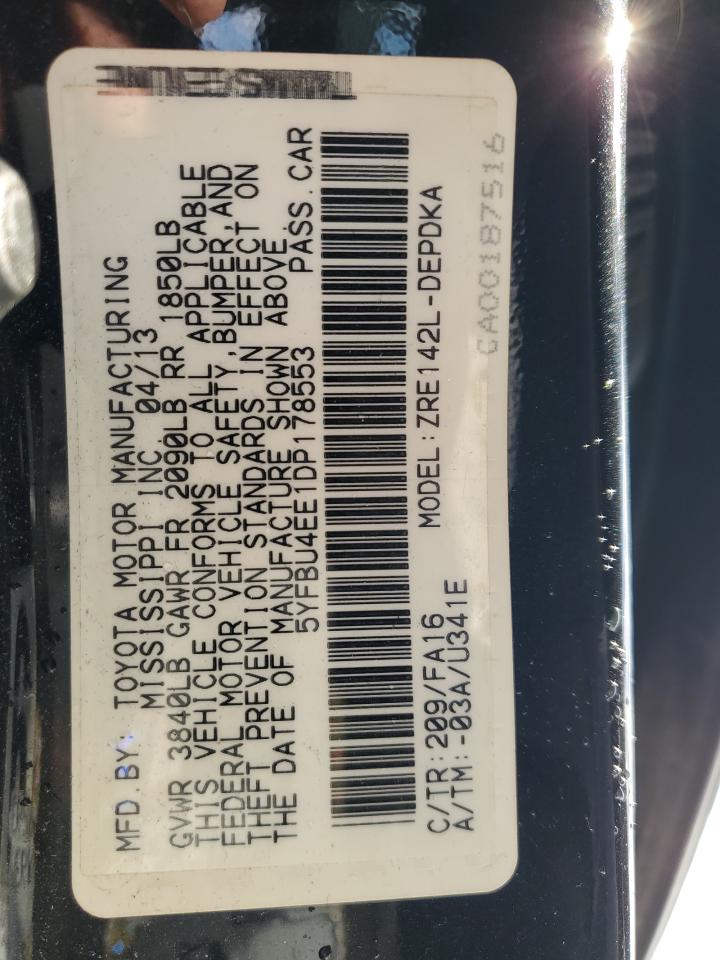 MFD.BY: TOYOTA MOTOR MANUFACTURING
MISSISSIPPI INC 04/13
GVWR 3840LB GAWR FR 2090LB RR 1850LB
THIS VEHICLE CONFORMS TO ALL APPLICABLE
FEDERAL MOTOR VEHICLE SAFETY,BUMPER,AND
THEFT PREVENTION STANDARDS IN EFFECT ON
THE DATE OF MANUFACTURE SHOWN ABOVE.
5YFBU4EE1DP178553 PASS.CAR
C/TR:209/FA16 MODEL:ZRE142L-DEPDKA
A/TM:-03A/U341E
CA00187516